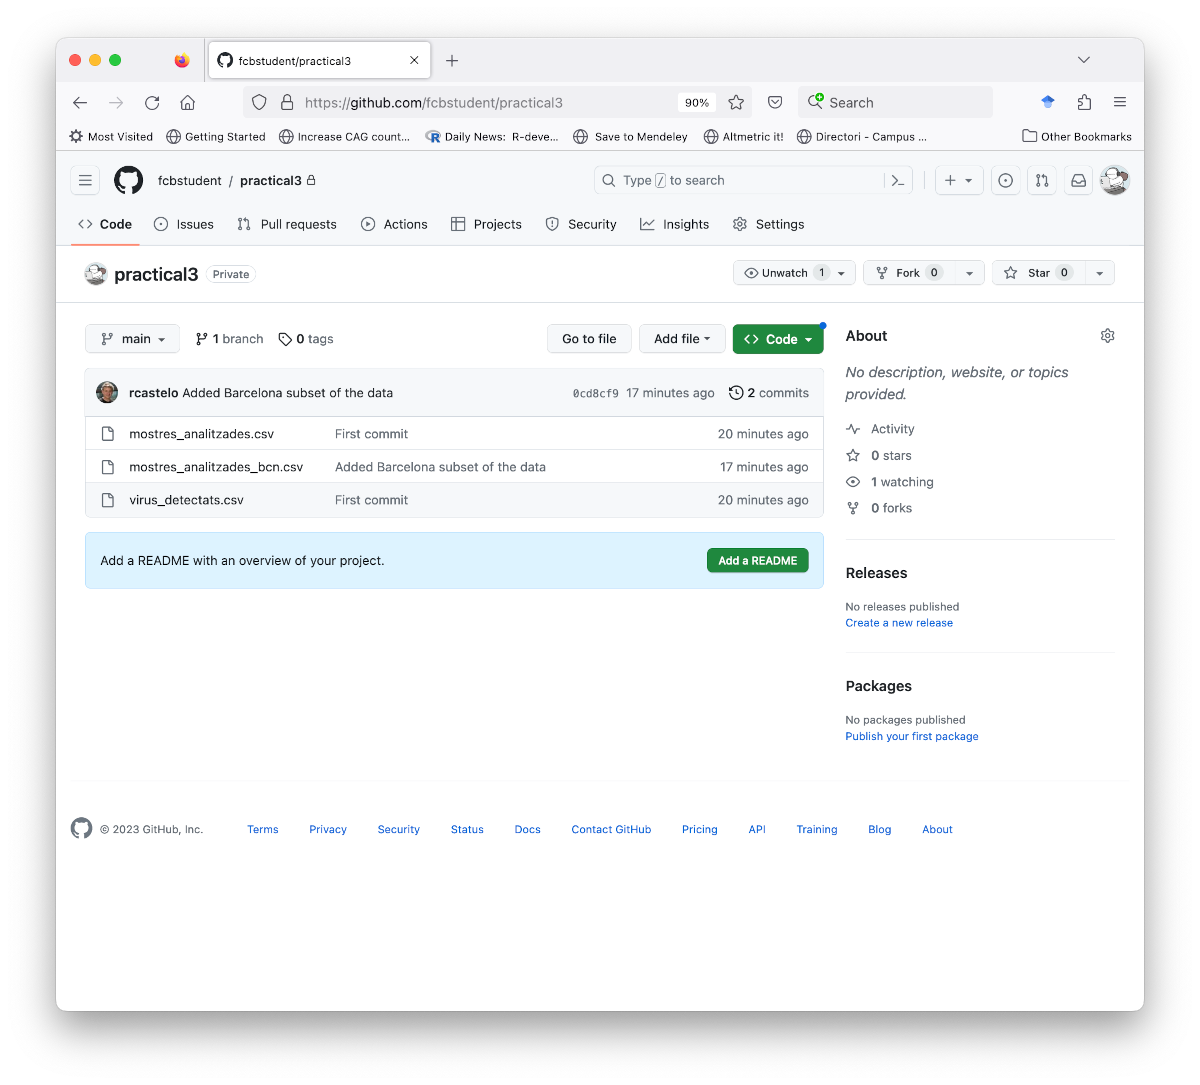 fcbstudent/practical3
https://github.com/fcbstudent/practical3 90% Search
Most Visited Getting Started Increase CAG count... Daily News: R-deve... Save to Mendeley Altmetric it! Directori - Campus ... Other Bookmarks
fcbstudent / practical3 Type / to search
Code Issues Pull requests Actions Projects Security Insights Settings
practical3 Private Unwatch 1 Fork 0 Star 0
main 1 branch 0 tags Go to file Add file Code
rcastelo Added Barcelona subset of the data 0cd8cf9 17 minutes ago 2 commits
mostres_analitzades.csv First commit 20 minutes ago
mostres_analitzades_bcn.csv Added Barcelona subset of the data 17 minutes ago
virus_detectats.csv First commit 20 minutes ago
Add a README with an overview of your project. Add a README
About
No description, website, or topics
provided.
Activity
0 stars
1 watching
0 forks
Releases
No releases published
Create a new release
Packages
No packages published
Publish your first package
© 2023 GitHub, Inc. Terms Privacy Security Status Docs Contact GitHub Pricing API Training Blog About